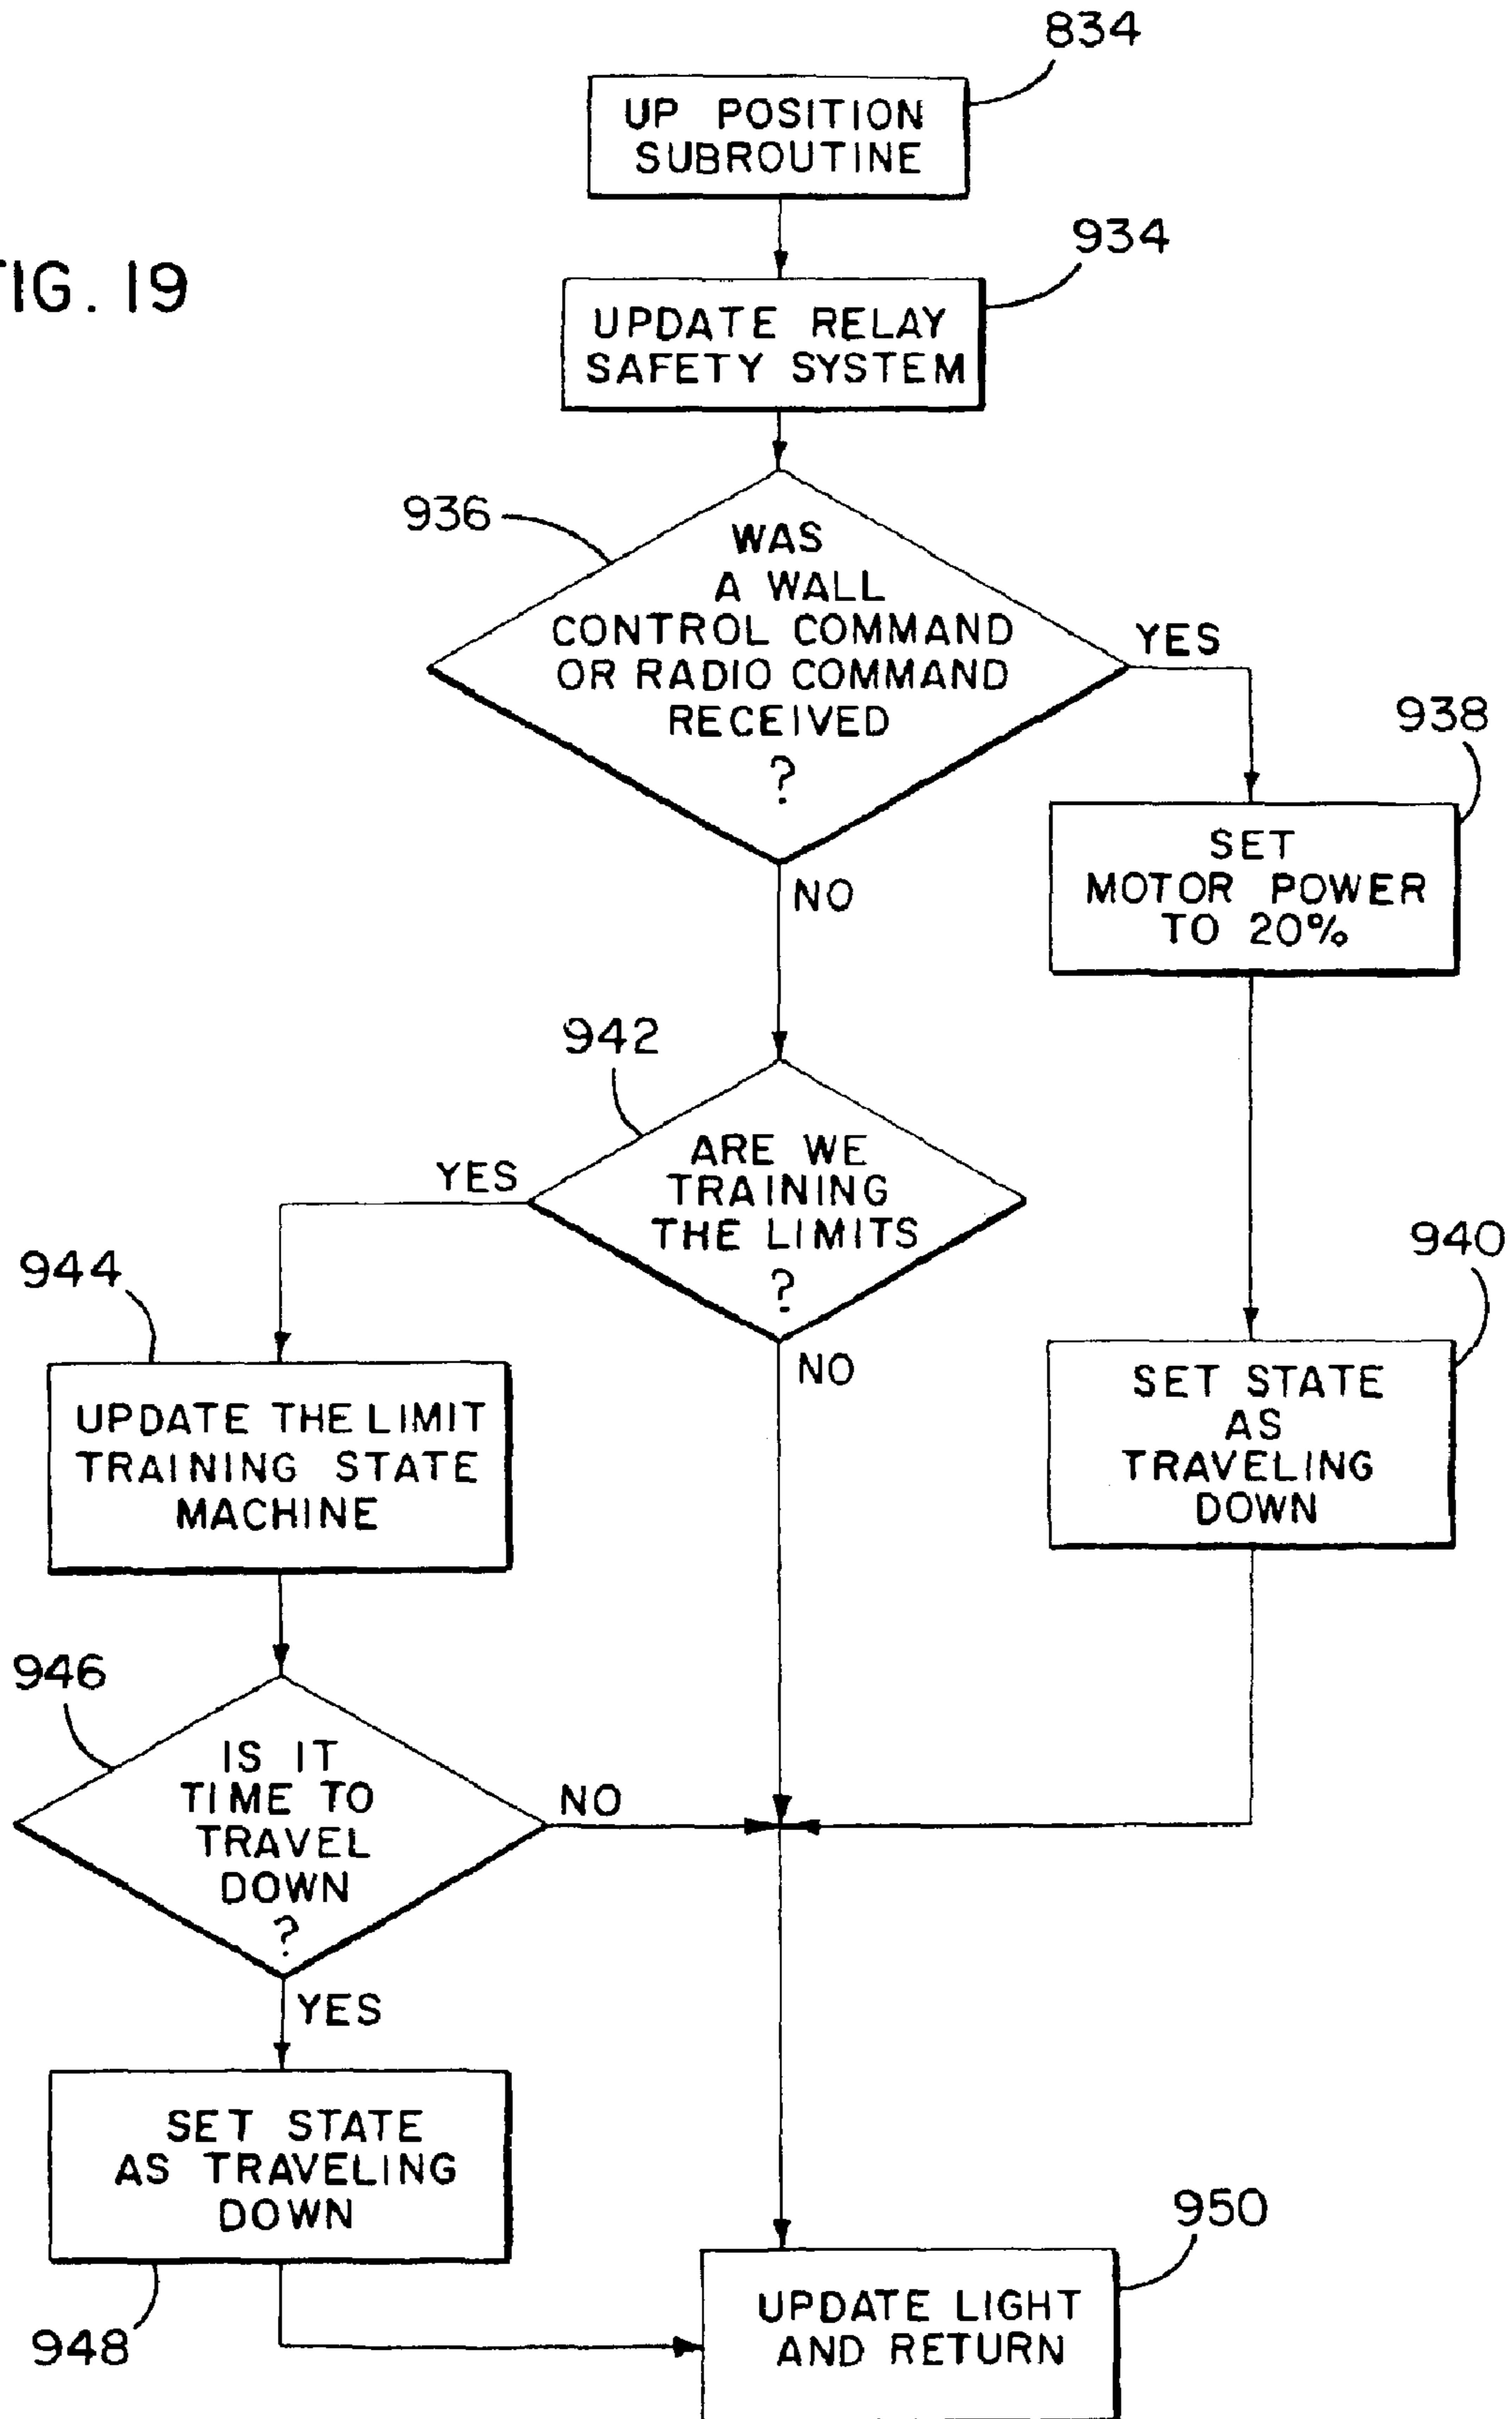 834
UP POSITION
SUBROUTINE
FIG. 19
934
UPDATE RELAY
SAFETY SYSTEM
936
WAS
A WALL
CONTROL COMMAND
OR RADIO COMMAND
RECEIVED
?
YES
NO
938
SET
MOTOR POWER
TO 20%
942
ARE WE
TRAINING
THE LIMITS
?
YES
NO
940
SET STATE
AS
TRAVELING
DOWN
944
UPDATE THE LIMIT
TRAINING STATE
MACHINE
946
IS IT
TIME TO
TRAVEL
DOWN
?
NO
YES
SET STATE
AS TRAVELING
DOWN
948
950
UPDATE LIGHT
AND RETURN